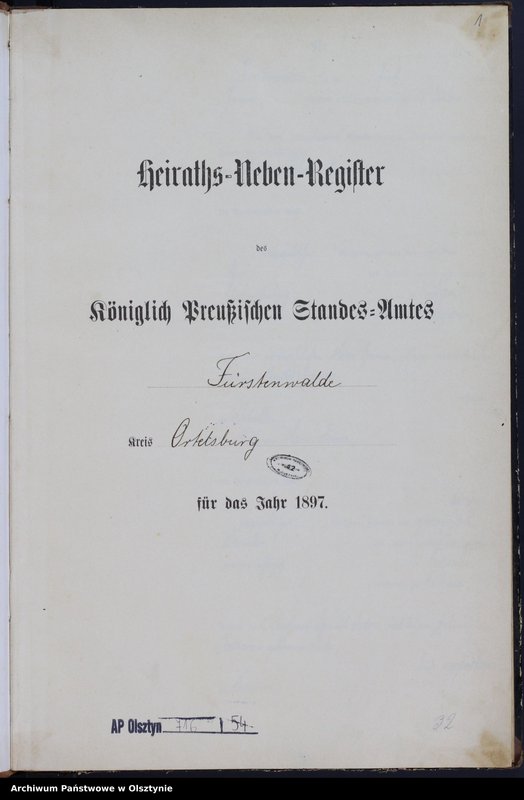 1
Heiraths-Neben-Register
des
Königlich Preußischen Standes-Amtes
Fürstenwalde
Kreis Ortelsburg
für das Jahr 1897.
AP Olsztyn 716 | 54
32
Archiwum Państwowe w Olsztynie